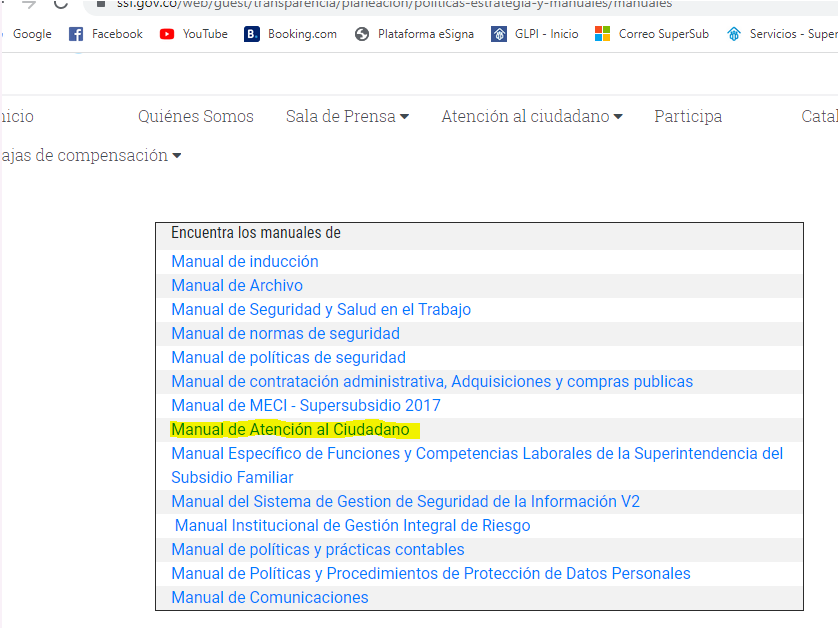 ssf.gov.co/web/guest/transparencia/planeacion/politicas-estrategia-y-manuales/manuales
Google Facebook YouTube B. Booking.com Plataforma eSigna GLPI - Inicio Correo SuperSub Servicios - Super
nicio Quiénes Somos Sala de Prensa Atención al ciudadano Participa Catal
ajas de compensación
Encuentra los manuales de
Manual de inducción
Manual de Archivo
Manual de Seguridad y Salud en el Trabajo
Manual de normas de seguridad
Manual de políticas de seguridad
Manual de contratación administrativa, Adquisiciones y compras publicas
Manual de MECI - Supersubsidio 2017
Manual de Atención al Ciudadano
Manual Específico de Funciones y Competencias Laborales de la Superintendencia del
Subsidio Familiar
Manual del Sistema de Gestion de Seguridad de la Información V2
Manual Institucional de Gestión Integral de Riesgo
Manual de políticas y prácticas contables
Manual de Políticas y Procedimientos de Protección de Datos Personales
Manual de Comunicaciones